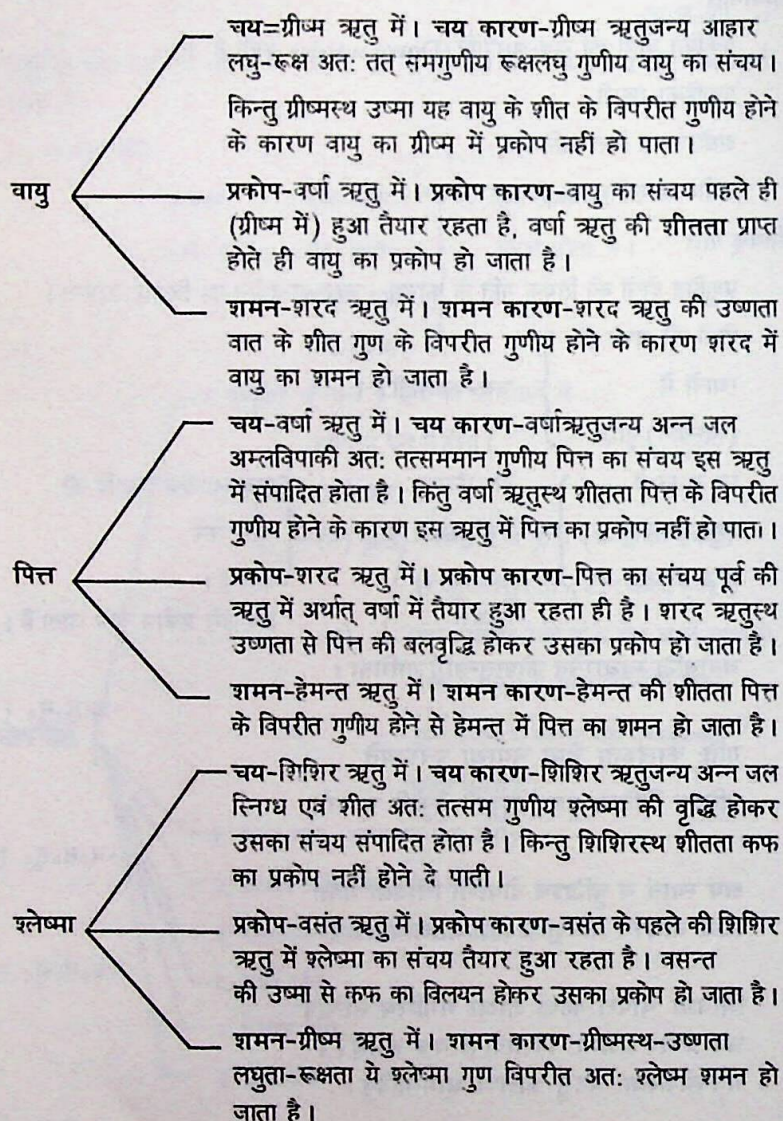 चय=ग्रीष्म ऋतु में। चय कारण-ग्रीष्म ऋतुजन्य आहार
लघु-रूक्ष अत: तत् समगुणीय रूक्षलघु गुणीय वायु का संचय।
किन्तु ग्रीष्मस्थ उष्मा यह वायु के शीत के विपरीत गुणीय होने
के कारण वायु का ग्रीष्म में प्रकोप नहीं हो पाता।
वायु
प्रकोप-वर्षा ऋतु में। प्रकोप कारण-वायु का संचय पहले ही
(ग्रीष्म में) हुआ तैयार रहता है, वर्षा ऋतु की शीतता प्राप्त
होते ही वायु का प्रकोप हो जाता है।
शमन-शरद ऋतु में। शमन कारण-शरद ऋतु की उष्णता
वात के शीत गुण के विपरीत गुणीय होने के कारण शरद में
वायु का शमन हो जाता है।
चय-वर्षा ऋतु में। चय कारण-वर्षाऋतुजन्य अन्न जल
अम्लविपाकी अत: तत्सममान गुणीय पित्त का संचय इस ऋतु
में संपादित होता है। किंतु वर्षा ऋतुस्थ शीतता पित्त के विपरीत
गुणीय होने के कारण इस ऋतु में पित्त का प्रकोप नहीं हो पाता।
पित्त
प्रकोप-शरद ऋतु में। प्रकोप कारण-पित्त का संचय पूर्व की
ऋतु में अर्थात् वर्षा में तैयार हुआ रहता ही है। शरद ऋतुस्थ
उष्णता से पित्त की बलवृद्धि होकर उसका प्रकोप हो जाता है।
शमन-हेमन्त ऋतु में। शमन कारण-हेमन्त की शीतता पित्त
के विपरीत गुणीय होने से हेमन्त् में पित्त का शमन हो जाता है।
चय-शिशिर ऋतु में। चय कारण-शिशिर ऋतुजन्य अन्न जल
स्निग्ध एवं शीत अत: तत्सम गुणीय श्लेष्मा की वृद्धि होकर
उसका संचय संपादित होता है। किन्तु शिशिरस्थ शीतता कफ
का प्रकोप नहीं होने दे पाती।
श्लेष्मा
प्रकोप-वसंत ऋतु में। प्रकोप कारण-वसंत के पहले की शिशिर
ऋतु में श्लेष्मा का संचय तैयार हुआ रहता है। वसन्त
की उष्मा से कफ का विलयन होकर उसका प्रकोप हो जाता है।
शमन-ग्रीष्म ऋतु में। शमन कारण-ग्रीष्मस्थ-उष्णता
लघुता-रूक्षता ये श्लेष्मा गुण विपरीत अत: श्लेष्म शमन हो
जाता है।